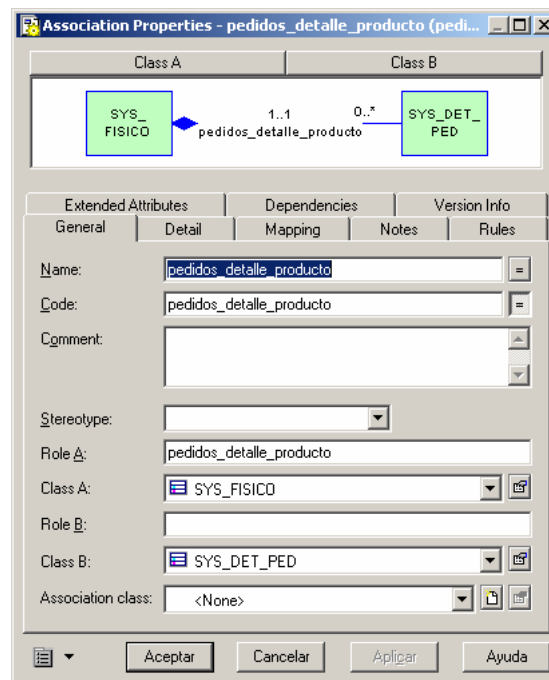 Association Properties - pedidos_detalle_producto (pedi...
Class A
Class B
SYS_
FISICO
1..1
0..*
pedidos_detalle_producto
SYS_DET_
PED
Extended Attributes
Dependencies
Version Info
General
Detail
Mapping
Notes
Rules
Name:
pedidos_detalle_producto
=
Code:
pedidos_detalle_producto
=
Comment:
Stereotype:
Role A:
pedidos_detalle_producto
Class A:
SYS_FISICO
Role B:
Class B:
SYS_DET_PED
Association class:
<None>
Aceptar
Cancelar
Aplicar
Ayuda